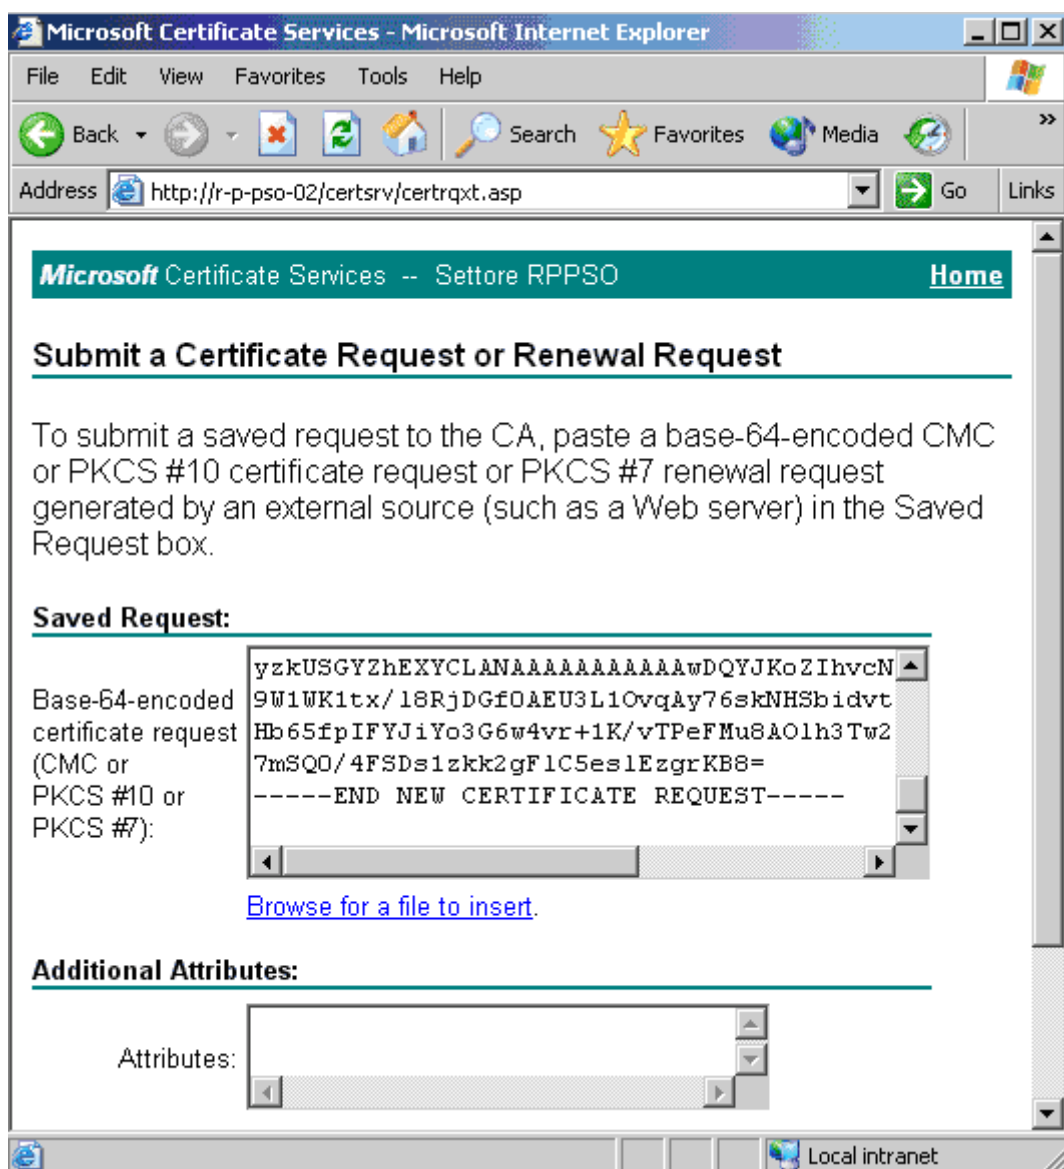 Microsoft Certificate Services - Microsoft Internet Explorer
File Edit View Favorites Tools Help
Back Search Favorites Media »
Address http://r-p-pso-02/certsrv/certrqxt.asp Go Links
Microsoft Certificate Services -- Settore RPPSO Home
Submit a Certificate Request or Renewal Request
To submit a saved request to the CA, paste a base-64-encoded CMC
or PKCS #10 certificate request or PKCS #7 renewal request
generated by an external source (such as a Web server) in the Saved
Request box.
Saved Request:
Base-64-encoded
certificate request
(CMC or
PKCS #10 or
PKCS #7):
yzkUSGYZhEXYCLANAAAAAAAAAAAAwDQYJKoZIhvcN
9W1WK1tx/l8RjDGfOAEU3L1OvqAy76skNHSbidvt
Hb65fpIFYJiYo3G6w4vr+1K/vTPeFMu8AOlh3Tw2
7mSQO/4FSDs1zkk2gFlC5eslEzgrKB8=
-----END NEW CERTIFICATE REQUEST-----
Browse for a file to insert.
Additional Attributes:
Attributes:
Local intranet